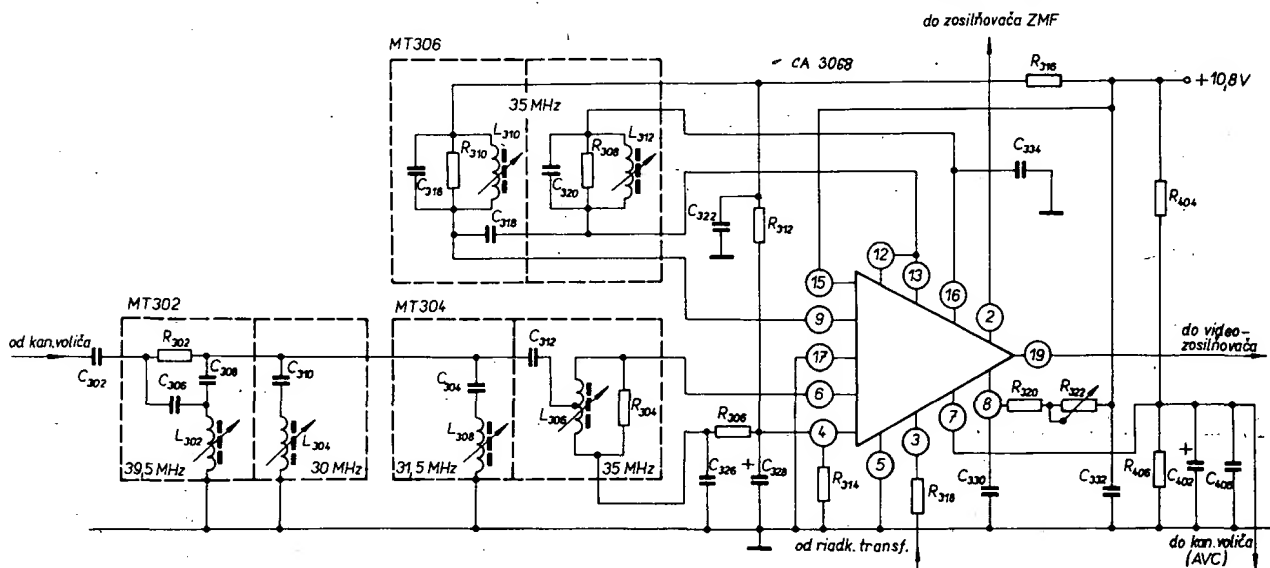 do zosilňovača ZMF
MT306
CA 3068
R316
+10,8V
35 MHz
L310
L312
R310
R308
C318
C320
C334
C318
C322
R312
R404
12
13
15
16
MT302
MT304
9
2
do video-
zosilňovača
od kan.voliča
R302
C312
17
19
C302
C308
C310
C304
C306
6
R320
R322
L306
R304
7
8
L302
L304
L308
R306
4
3
5
39,5 MHz
30 MHz
31,5 MHz
35 MHz
C326
+
C328
R314
R318
C330
C332
R406
+
C402
C408
od riadk. transf.
do kan. voliča
(AVC)